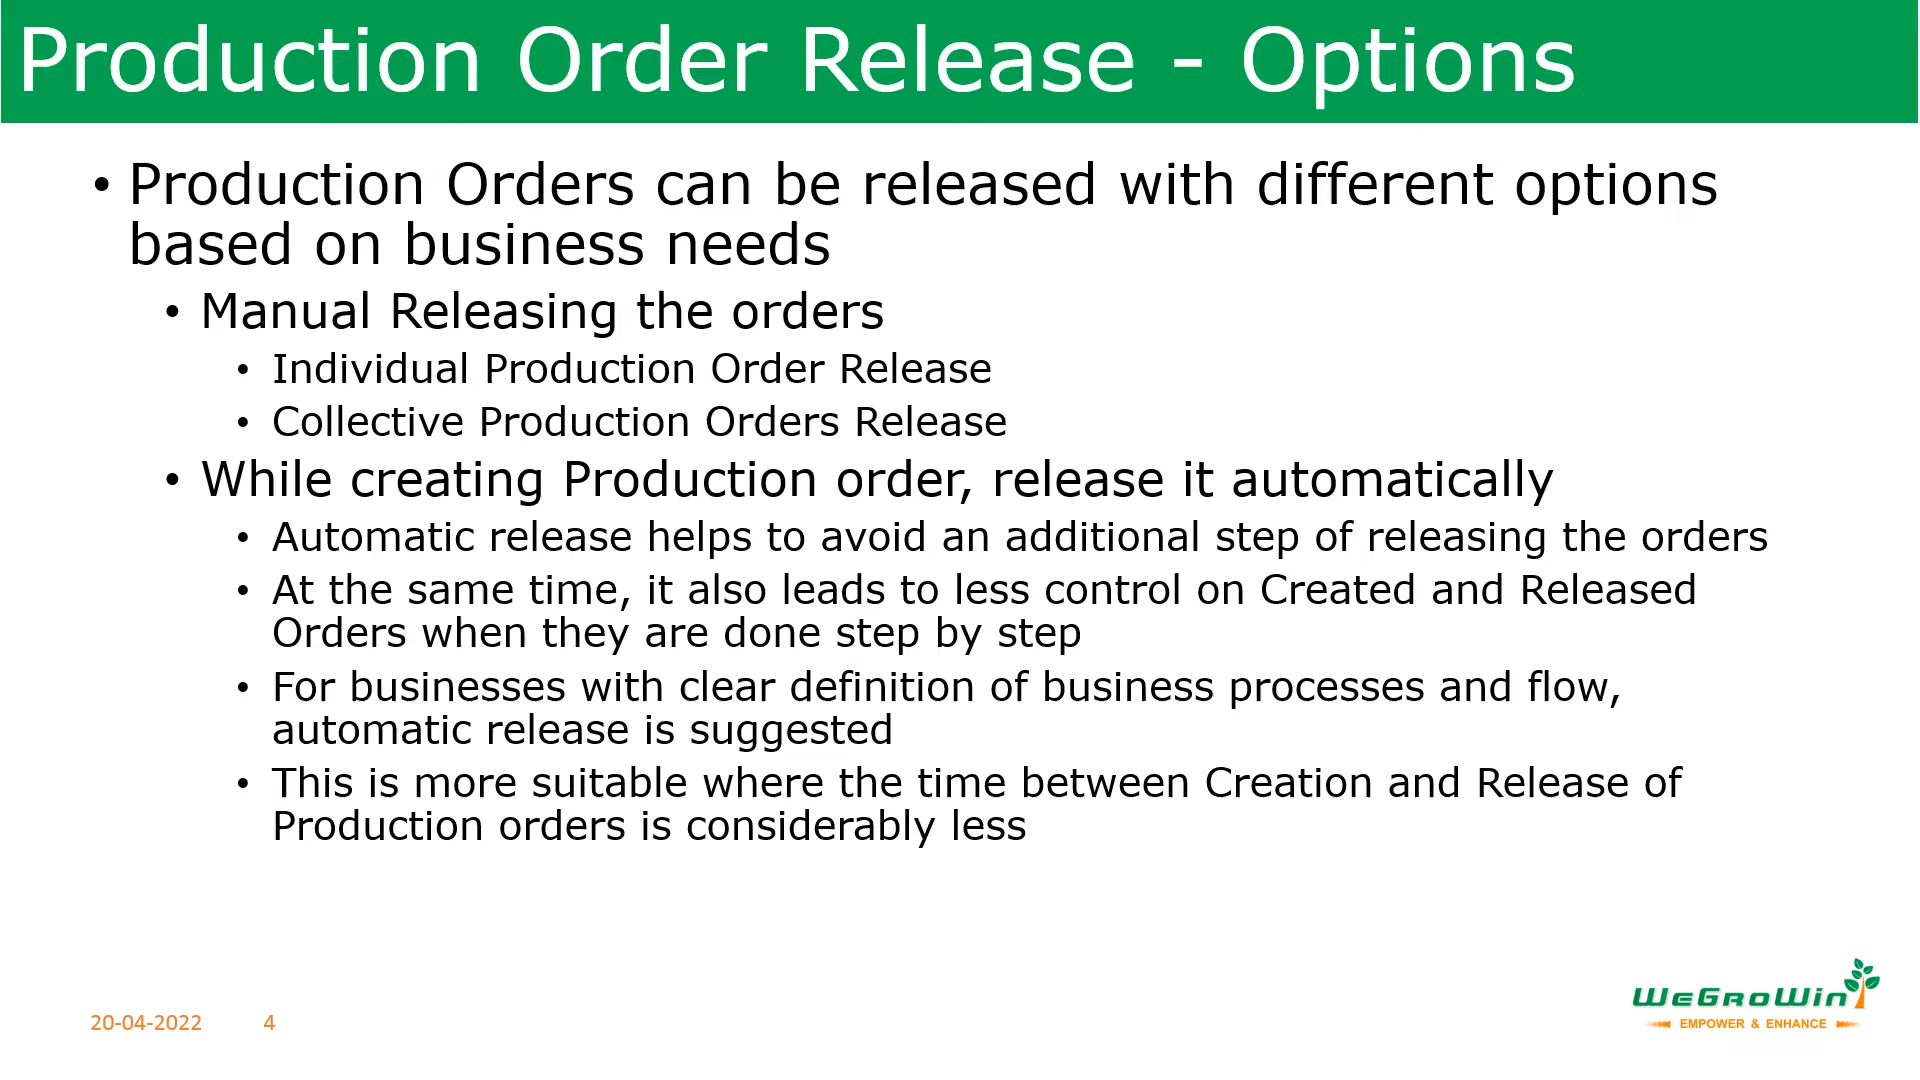 Production Order Release - Options
• Production Orders can be released with different options
based on business needs
• Manual Releasing the orders
• Individual Production Order Release
• Collective Production Orders Release
• While creating Production order, release it automatically
• Automatic release helps to avoid an additional step of releasing the orders
• At the same time, it also leads to less control on Created and Released
Orders when they are done step by step
• For businesses with clear definition of business processes and flow,
automatic release is suggested
• This is more suitable where the time between Creation and Release of
Production orders is considerably less
20-04-2022 4
WeGroWin
EMPOWER & ENHANCE